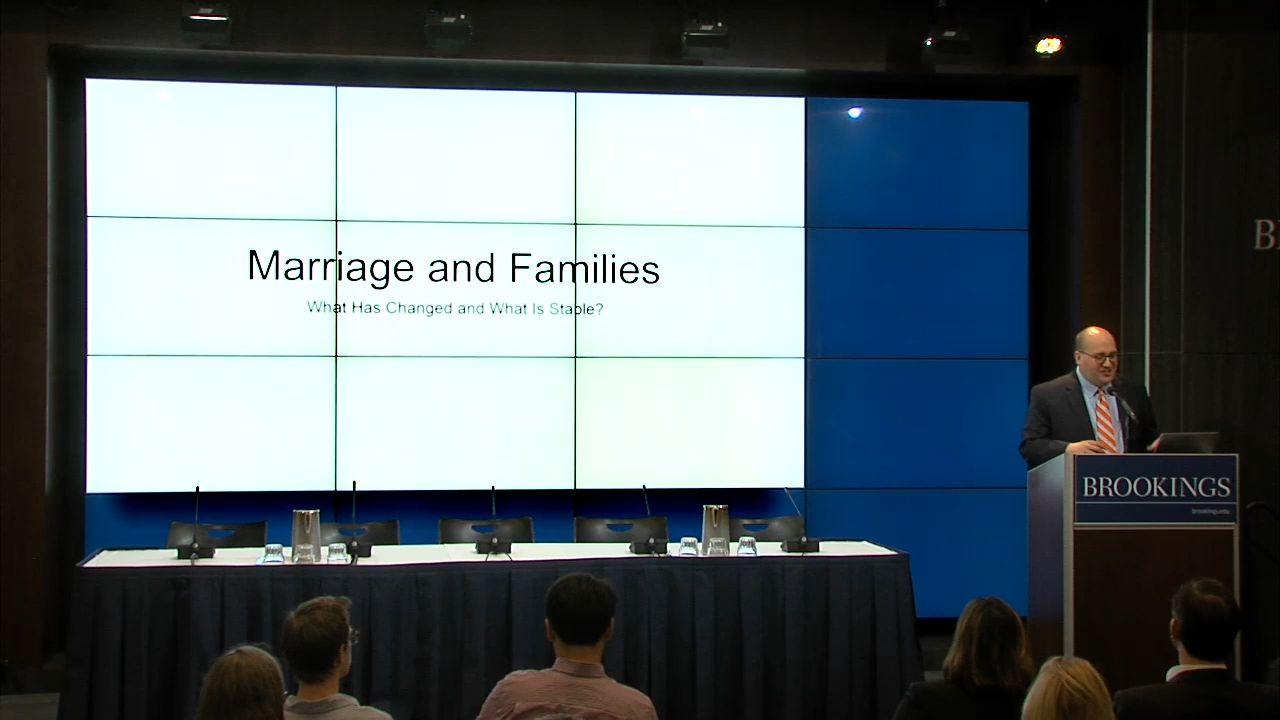 Marriage and Families
What Has Changed and What Is Stable?
B
BROOKINGS
brookings.edu